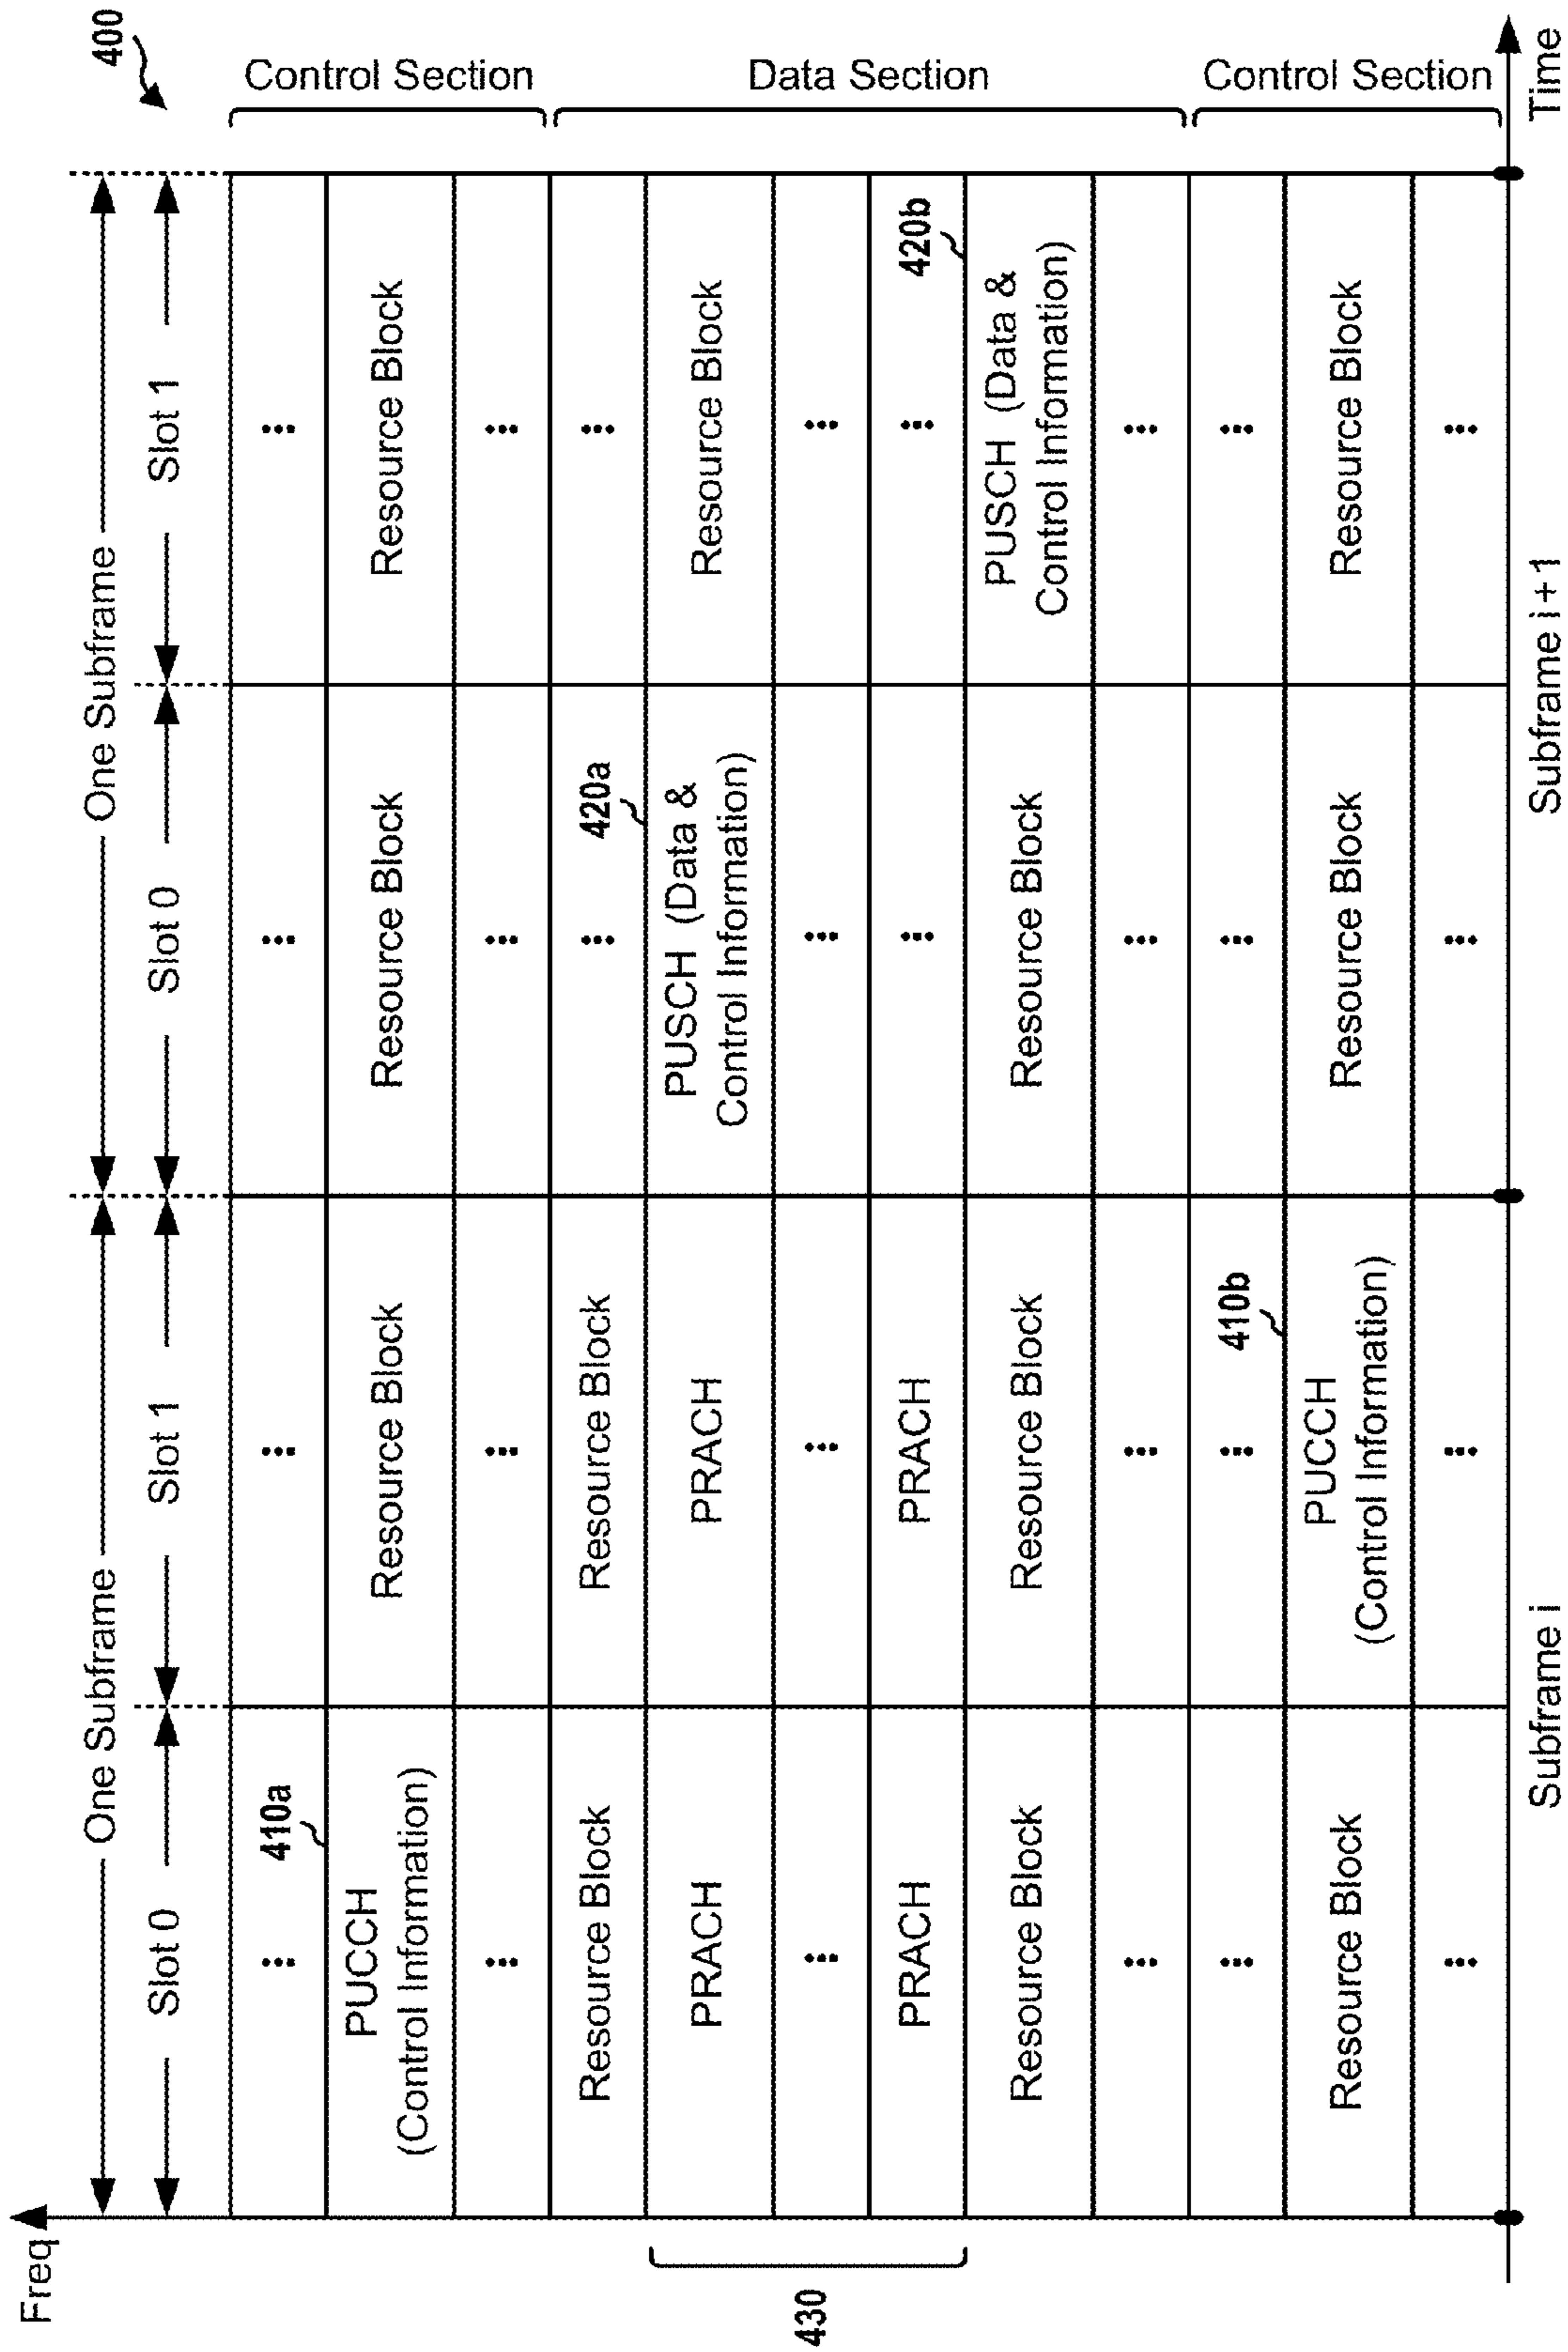 400
One Subframe
One Subframe
Slot 0
Slot 1
Slot 0
Slot 1
Freq
⋮
⋮
⋮
⋮
Control Section
410a
PUCCH
(Control Information)
Resource Block
Resource Block
Resource Block
⋮
⋮
⋮
⋮
Resource Block
Resource Block
⋮
⋮
Data Section
420a
430
PRACH
PRACH
PUSCH (Data &
Control Information)
Resource Block
⋮
⋮
⋮
⋮
PRACH
PRACH
⋮
⋮
420b
Resource Block
Resource Block
Resource Block
PUSCH (Data &
Control Information)
⋮
⋮
⋮
⋮
⋮
⋮
⋮
⋮
Control Section
410b
Resource Block
PUCCH
(Control Information)
Resource Block
Resource Block
⋮
⋮
⋮
⋮
Subframe i
Subframe i + 1
Time